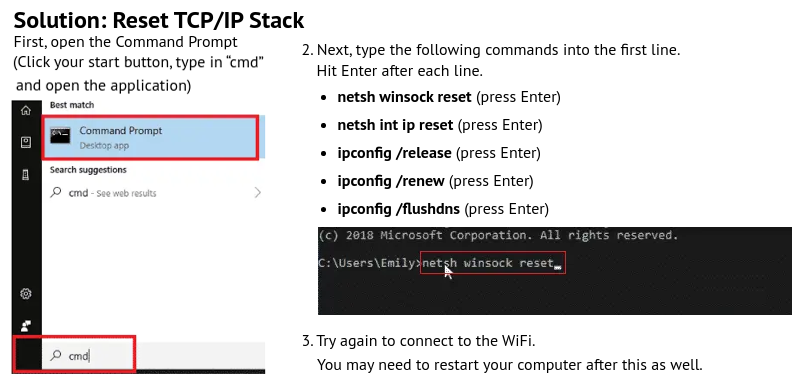 Solution: Reset TCP/IP Stack
First, open the Command Prompt
(Click your start button, type in “cmd”
and open the application)
Best match
Command Prompt
Desktop app
Search suggestions
cmd - See web results
cmd
2. Next, type the following commands into the first line.
Hit Enter after each line.
• netsh winsock reset (press Enter)
• netsh int ip reset (press Enter)
• ipconfig /release (press Enter)
• ipconfig /renew (press Enter)
• ipconfig /flushdns (press Enter)
(c) 2018 Microsoft Corporation. All rights reserved.
C:\Users\Emily>netsh winsock reset
3. Try again to connect to the WiFi.
You may need to restart your computer after this as well.